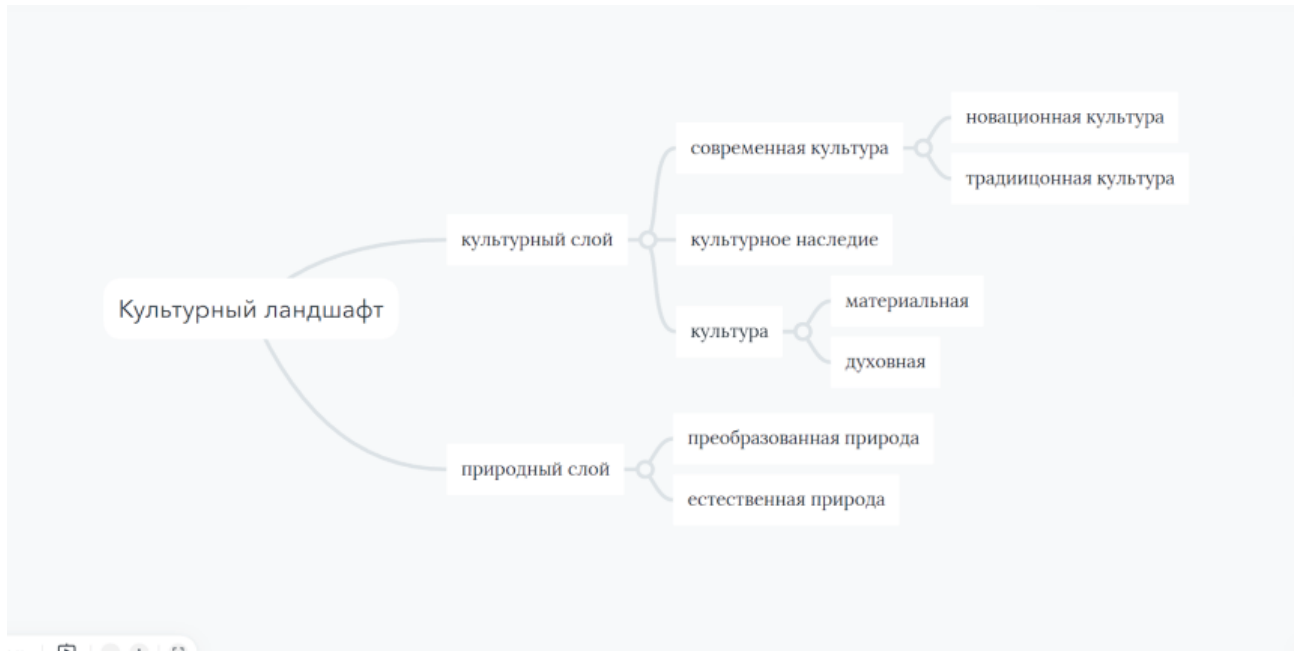 новационная культура
современная культура
традиицонная культура
культурный слой
культурное наследие
материальная
Культурный ландшафт
культура
духовная
преобразованная природа
природный слой
естественная природа